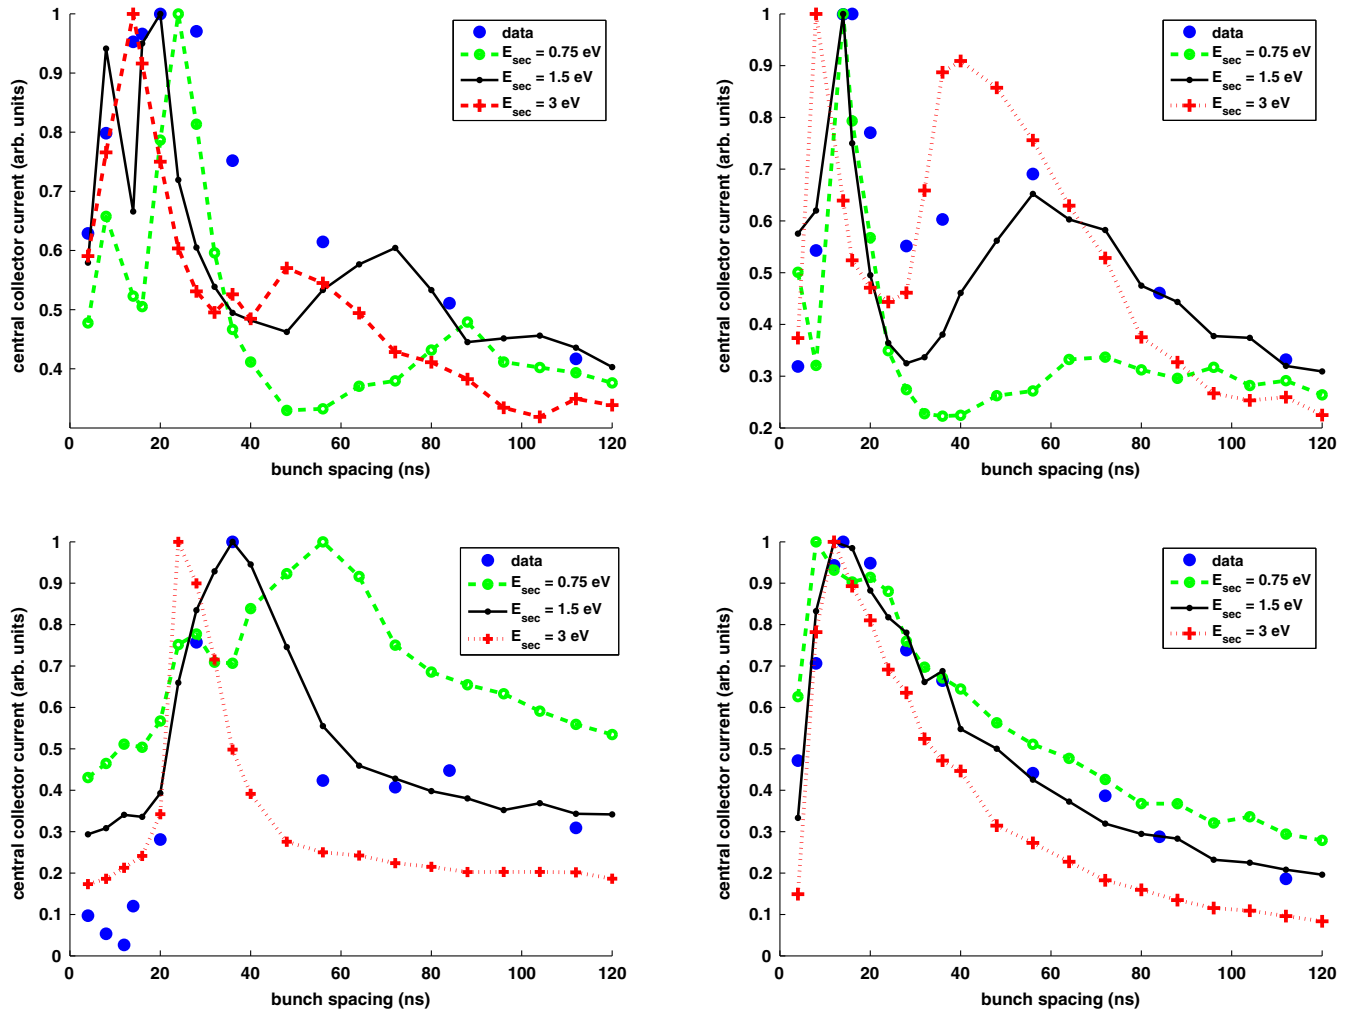 central collector current (arb. units)
1
0.9
0.8
0.7
0.6
0.5
0.4
0 20 40 60 80 100 120
bunch spacing (ns)
data
E_sec = 0.75 eV
E_sec = 1.5 eV
E_sec = 3 eV
central collector current (arb. units)
1
0.9
0.8
0.7
0.6
0.5
0.4
0.3
0.2
0 20 40 60 80 100 120
bunch spacing (ns)
data
E_sec = 0.75 eV
E_sec = 1.5 eV
E_sec = 3 eV
central collector current (arb. units)
1
0.9
0.8
0.7
0.6
0.5
0.4
0.3
0.2
0.1
0
0 20 40 60 80 100 120
bunch spacing (ns)
data
E_sec = 0.75 eV
E_sec = 1.5 eV
E_sec = 3 eV
central collector current (arb. units)
1
0.9
0.8
0.7
0.6
0.5
0.4
0.3
0.2
0.1
0
0 20 40 60 80 100 120
bunch spacing (ns)
data
E_sec = 0.75 eV
E_sec = 1.5 eV
E_sec = 3 eV